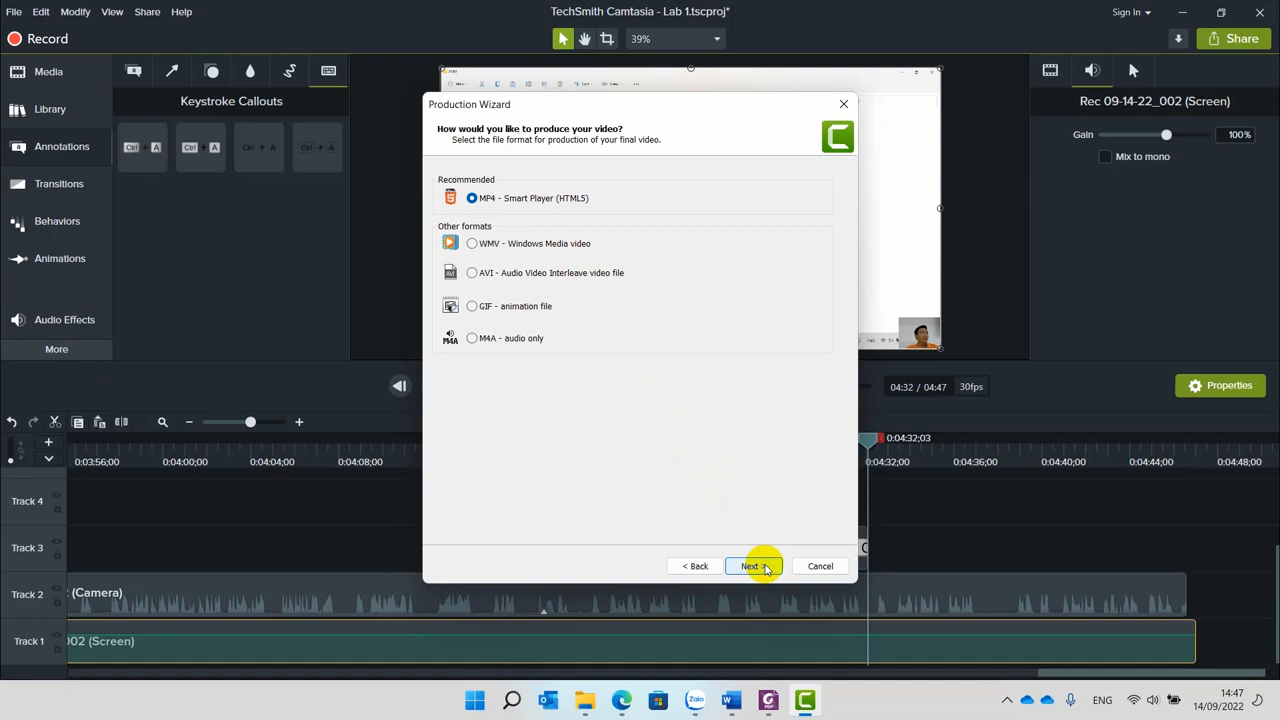 File Edit Modify View Share Help
TechSmith Camtasia - Lab 1.tscproj*
Sign In
Record
39%
Share
Media
Library
Annotations
Transitions
Behaviors
Animations
Audio Effects
More
Keystroke Callouts
Ctrl + A
Ctrl + A
Ctrl + A
Ctrl + A
Production Wizard
How would you like to produce your video?
Select the file format for production of your final video.
Recommended
MP4 - Smart Player (HTML5)
Other formats
WMV - Windows Media video
AVI - Audio Video Interleave video file
GIF - animation file
M4A - audio only
< Back
Next >
Cancel
Rec 09-14-22_002 (Screen)
Gain
100%
Mix to mono
04:32 / 04:47
30fps
Properties
0:04:32;03
0:03:56;00
0:04:00;00
0:04:04;00
0:04:08;00
0:04:32;00
0:04:36;00
0:04:40;00
0:04:44;00
0:04:48;00
Track 4
Track 3
Track 2
(Camera)
Track 1
002 (Screen)
Zalo
PDF
ENG
14:47
14/09/2022